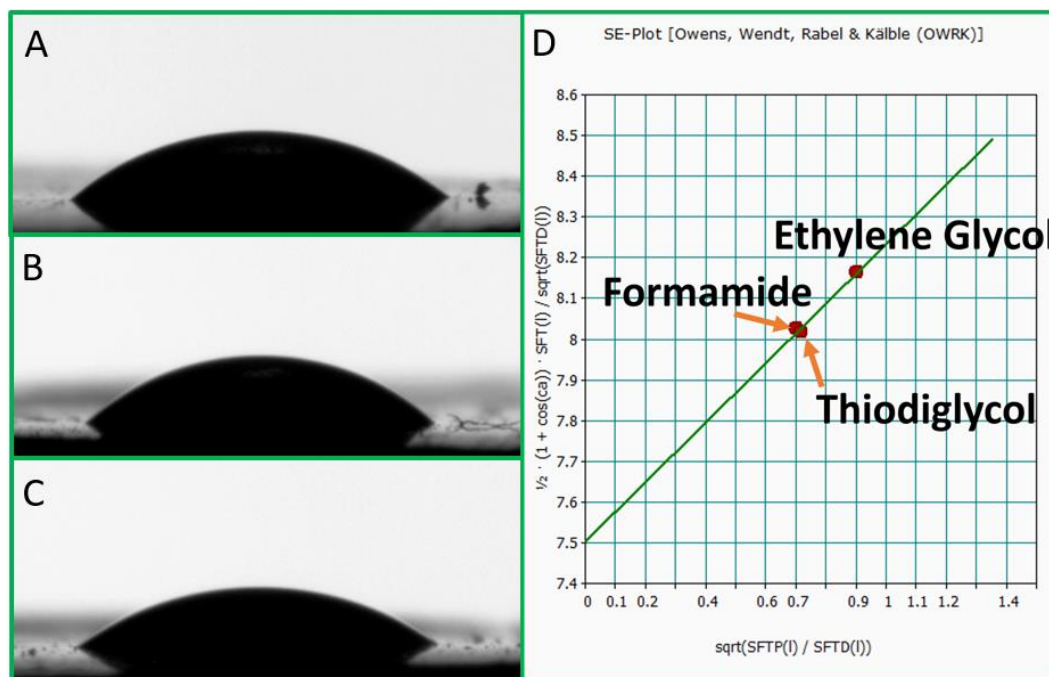 A
B
C
D
SE-Plot [Owens, Wendt, Rabel & Kälble (OWRK)]
½ · (1 + cos(ca)) · SFT(l) / sqrt(SFTD(l))
8.6
8.5
8.4
8.3
8.2
8.1
8
7.9
7.8
7.7
7.6
7.5
7.4
Ethylene Glycol
Formamide
Thiodiglycol
0 0.1 0.2 0.4 0.6 0.7 0.9 1 1.1 1.2 1.4
sqrt(SFTP(l) / SFTD(l))